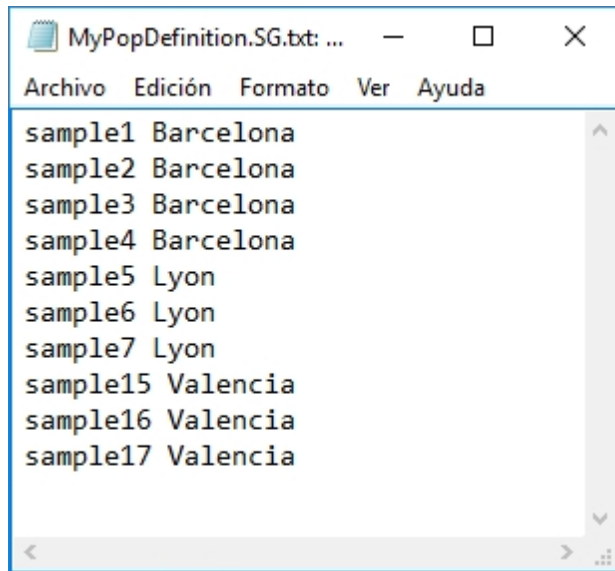 MyPopDefinition.SG.txt: ...
Archivo Edición Formato Ver Ayuda
sample1 Barcelona
sample2 Barcelona
sample3 Barcelona
sample4 Barcelona
sample5 Lyon
sample6 Lyon
sample7 Lyon
sample15 Valencia
sample16 Valencia
sample17 Valencia